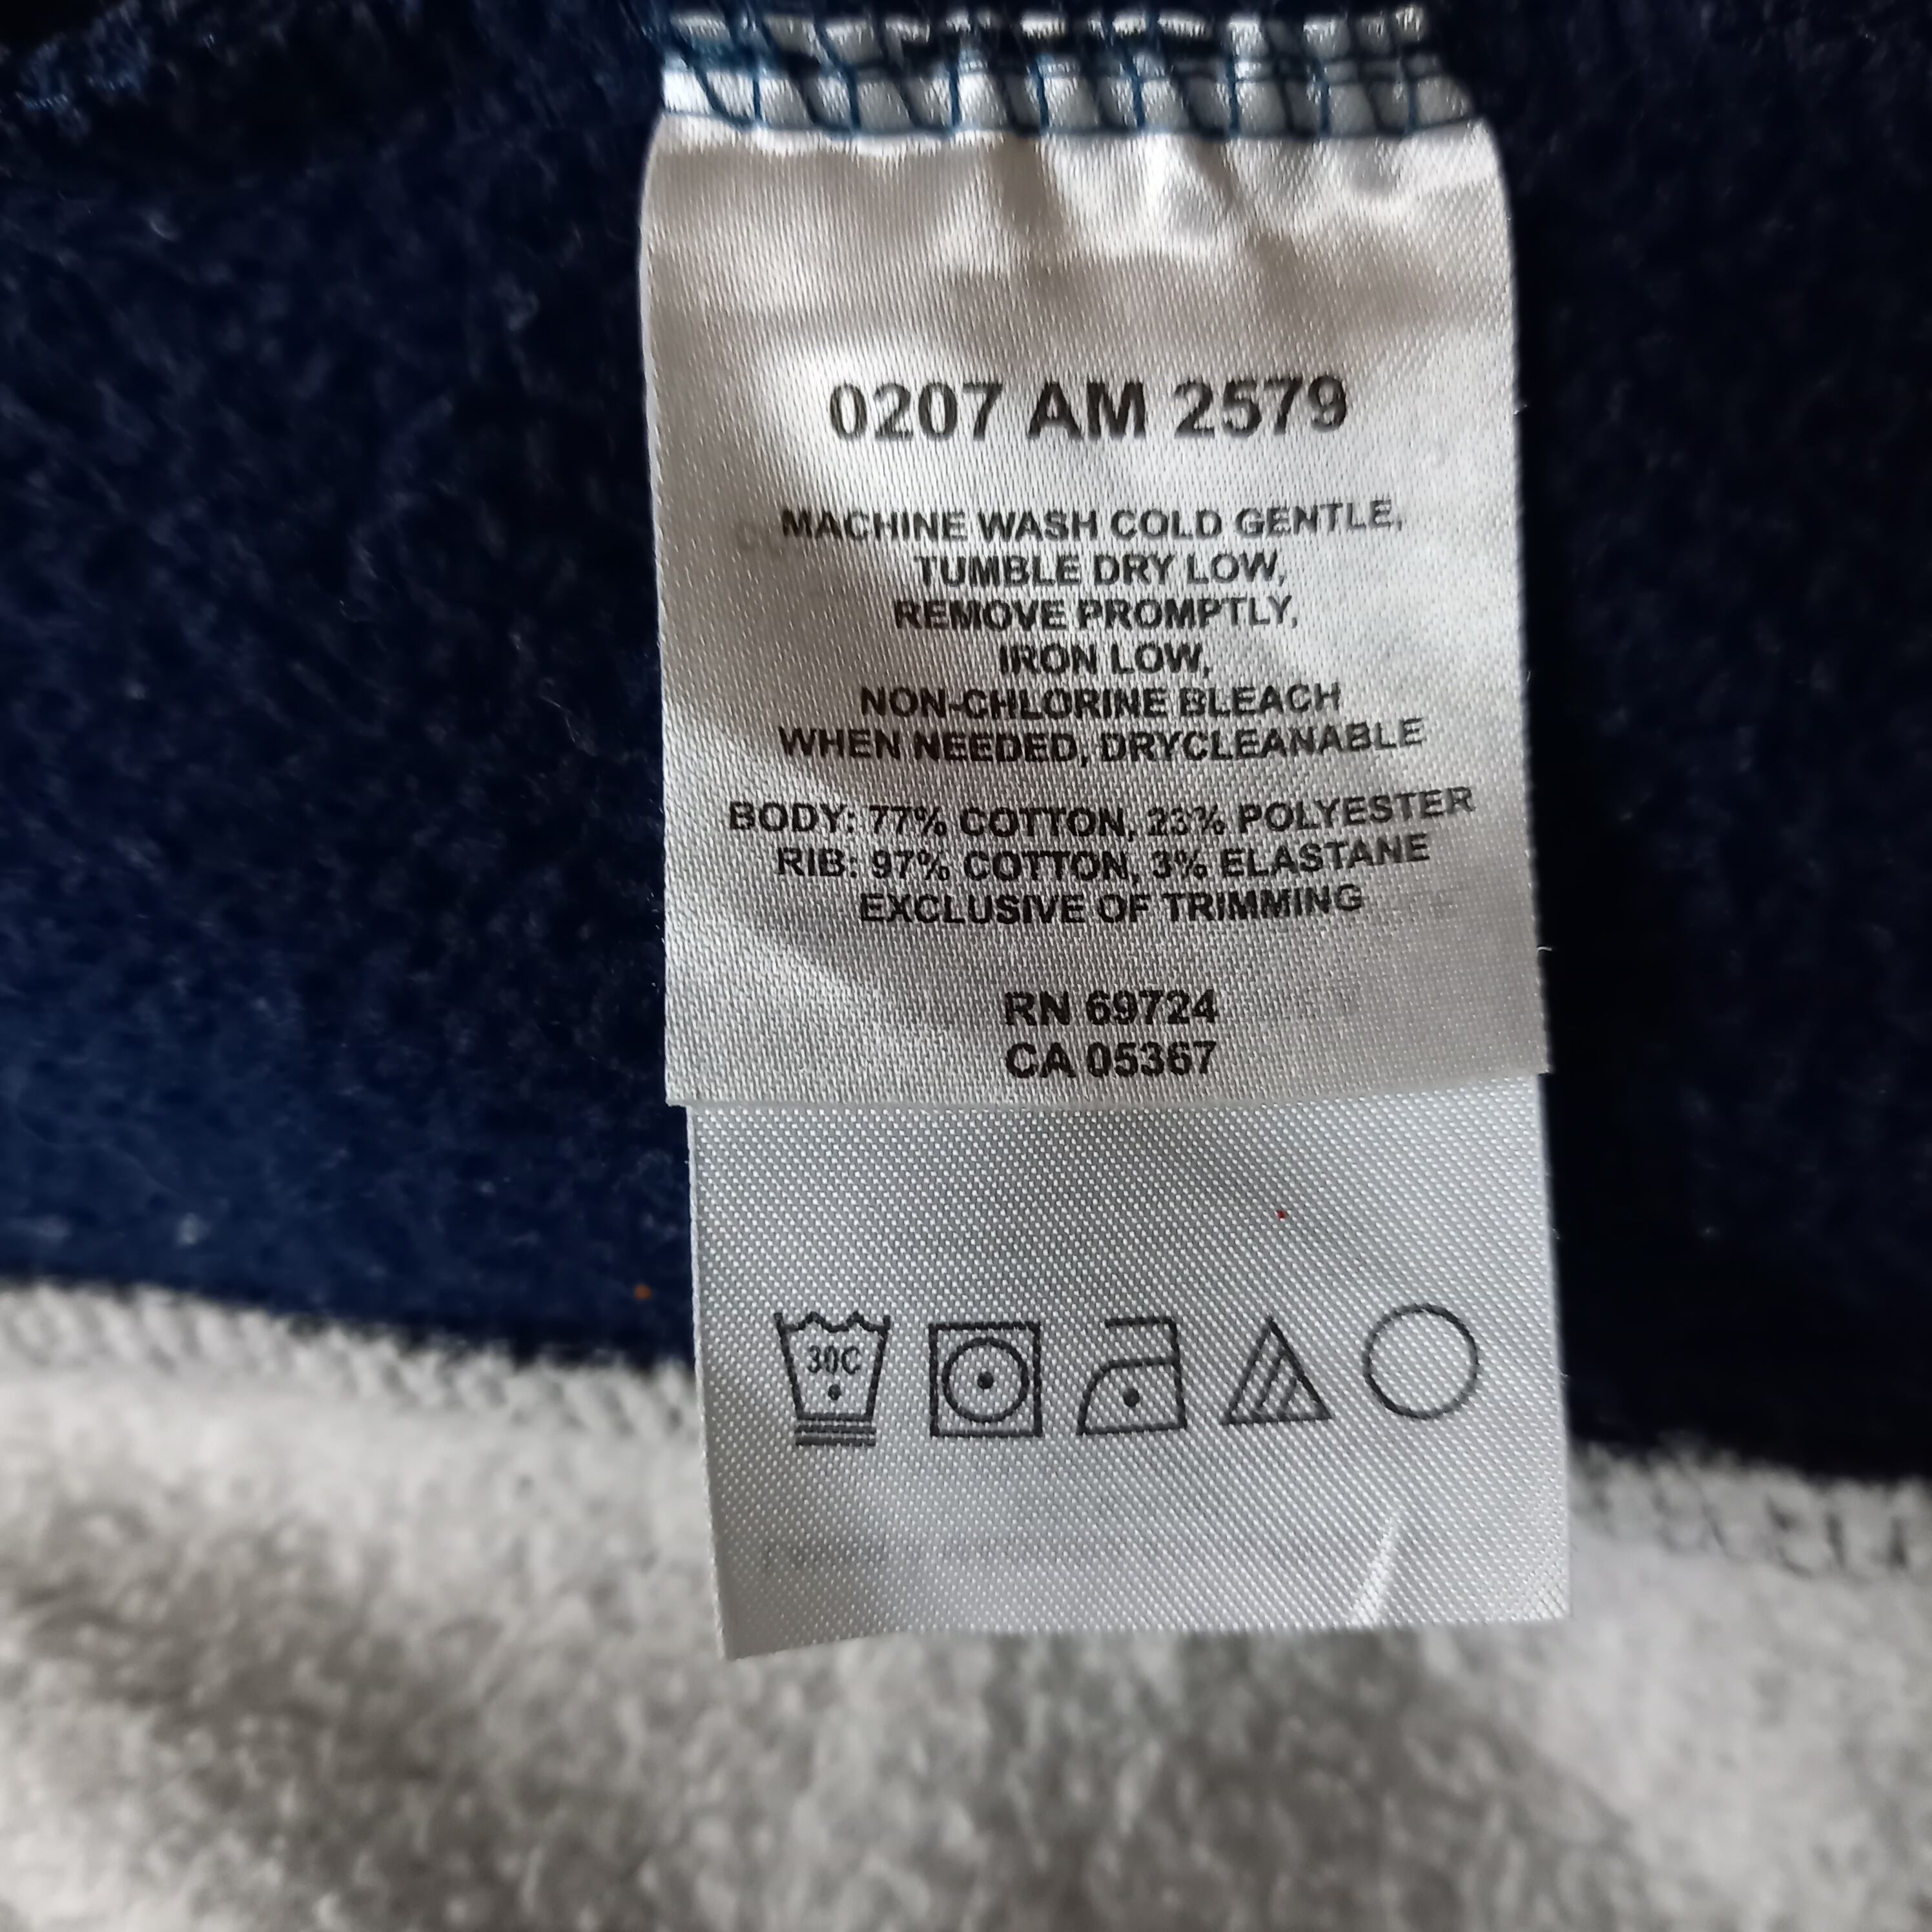 0207 AM 2579
MACHINE WASH COLD GENTLE,
TUMBLE DRY LOW,
REMOVE PROMPTLY,
IRON LOW,
NON-CHLORINE BLEACH
WHEN NEEDED, DRYCLEANABLE
BODY: 77% COTTON, 23% POLYESTER
RIB: 97% COTTON, 3% ELASTANE
EXCLUSIVE OF TRIMMING
RN 69724
CA 05367
30C